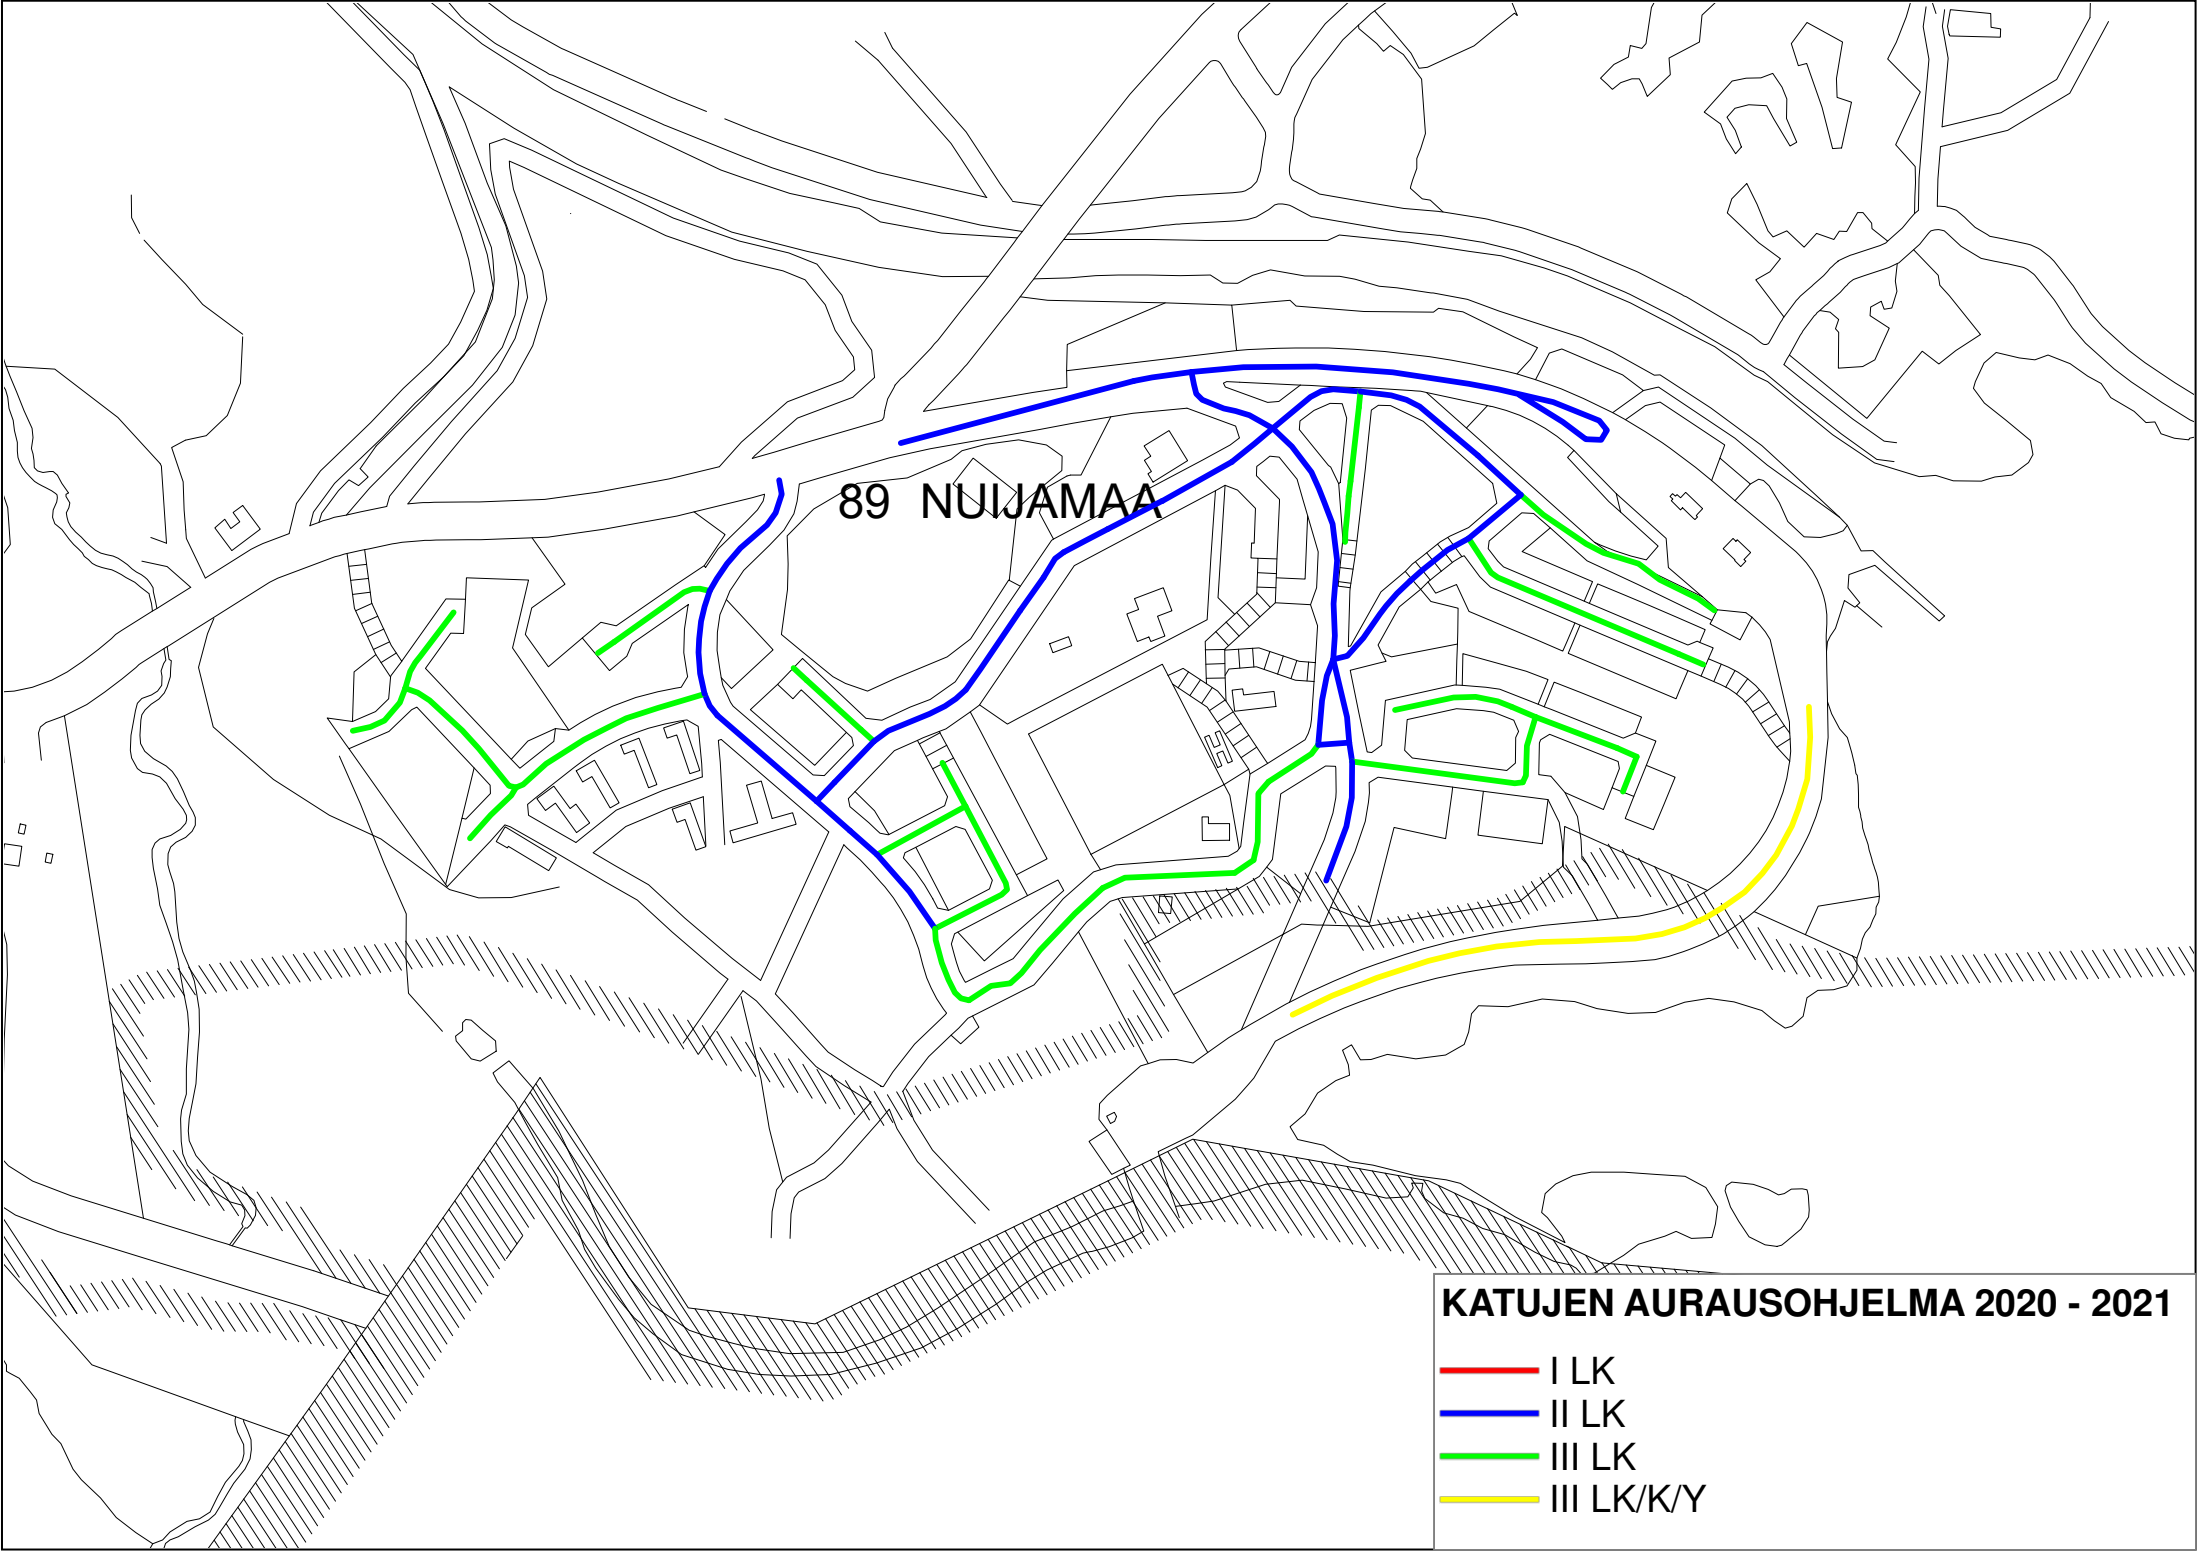 89 NUIJAMAA
KATUJEN AURAUSOHJELMA 2020 - 2021
I LK
II LK
III LK
III LK/K/Y